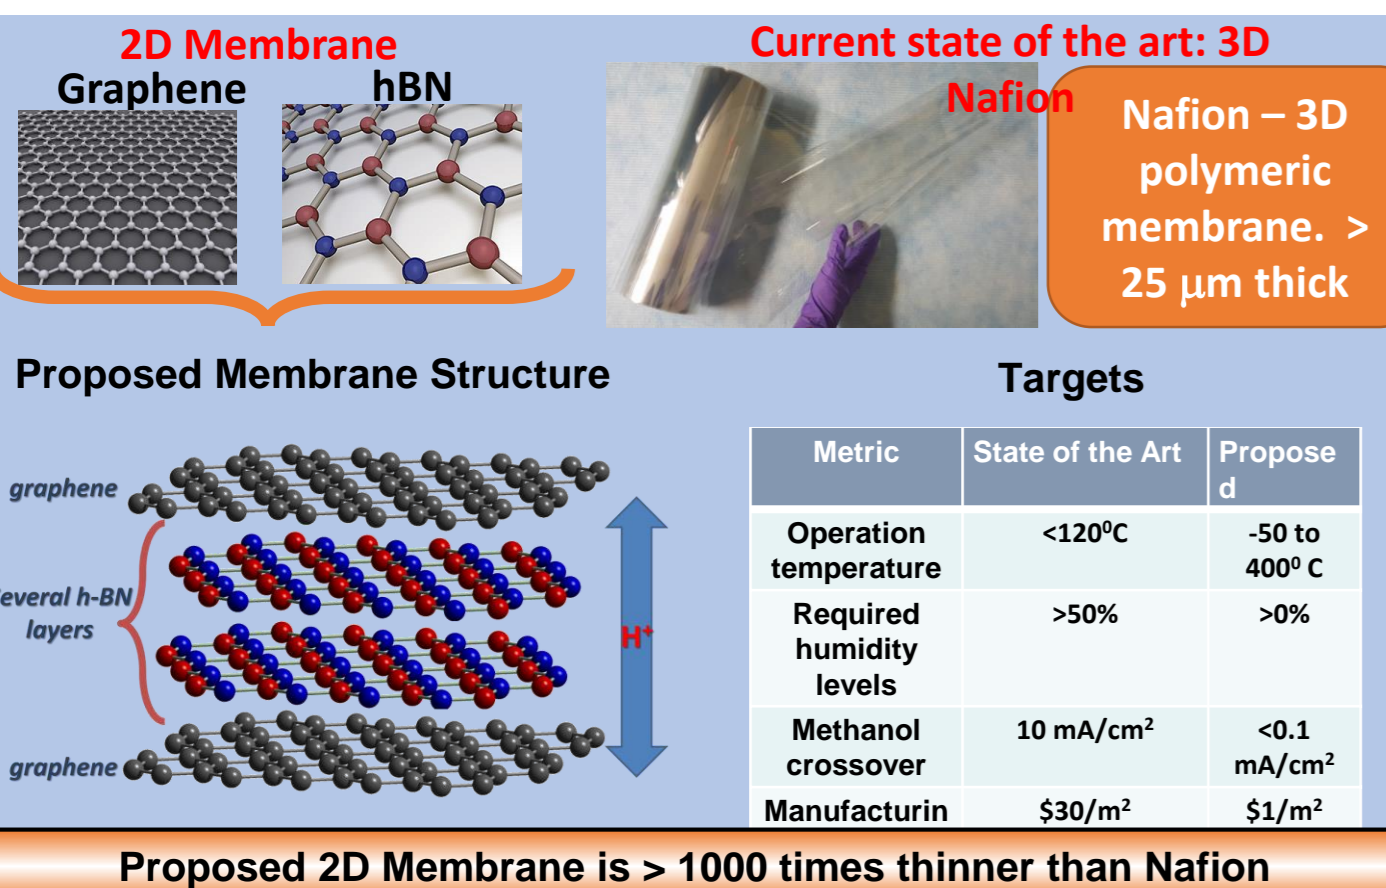 2D Membrane
Graphene
hBN
Current state of the art: 3D
Nafion
Nafion – 3D
polymeric
membrane. >
25 μm thick
Proposed Membrane Structure
graphene
everal h-BN
layers
graphene
H⁺
Targets
Metric State of the Art Propose
d
Operation <120⁰C -50 to
temperature 400⁰ C
Required >50% >0%
humidity
levels
Methanol 10 mA/cm² <0.1
crossover mA/cm²
Manufacturin $30/m² $1/m²
Proposed 2D Membrane is > 1000 times thinner than Nafion